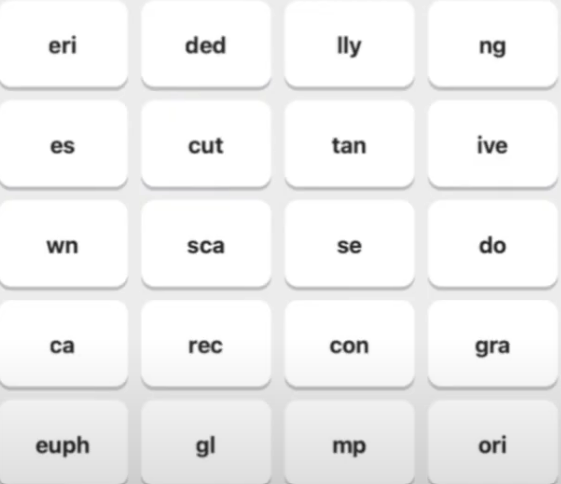 eri ded lly ng
es cut tan ive
wn sca se do
ca rec con gra
euph gl mp ori